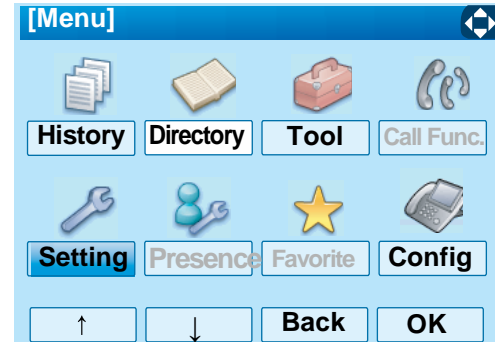 [Menu]
History Directory Tool Call Func.
Setting Presence Favorite Config
↑ ↓ Back OK